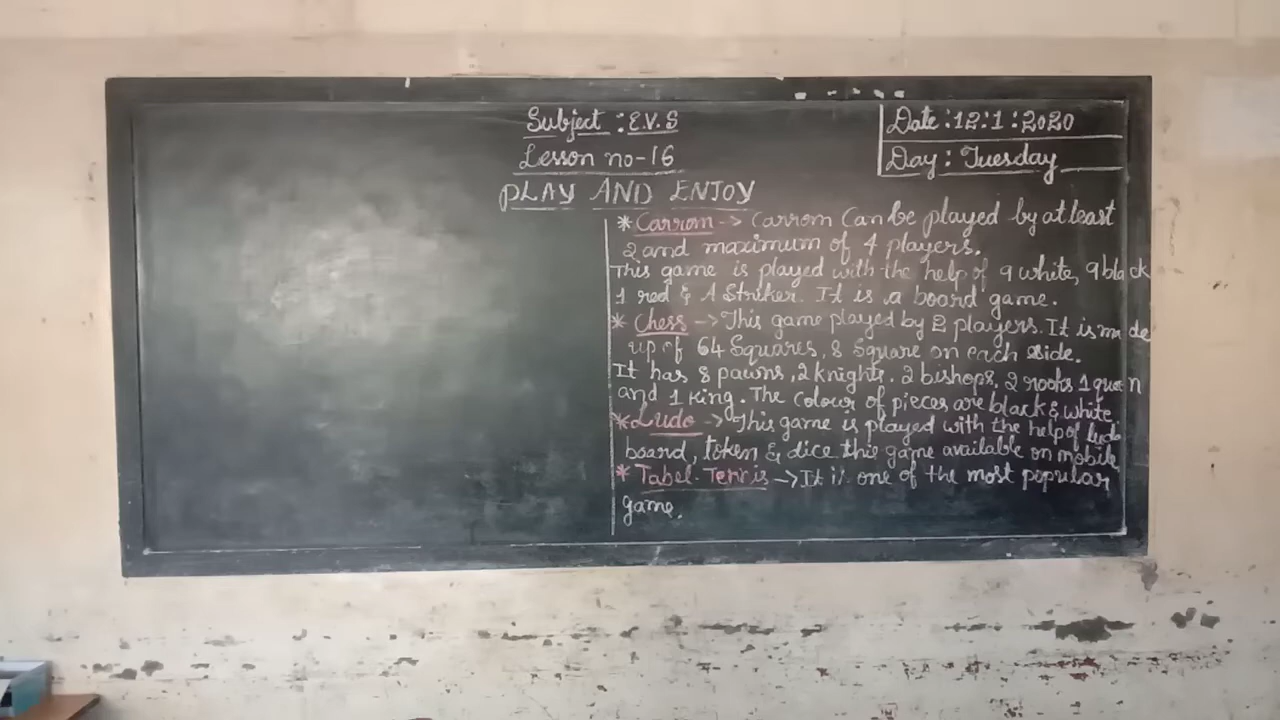 Subject : E.V.S
Date : 12 : 1 : 2020
Lesson no-16
Day : Tuesday
PLAY AND ENJOY
* Carrom -> Carrom Can be played by at least
2 and maximum of 4 players.
This game is played with the help of 9 white, 9 black
1 red & A Striker. It is a board game.
* Chess -> This game played by 2 players. It is made
up of 64 Squares, 8 Square on each side.
It has 8 pawns, 2 knights. 2 bishops, 2 rooks 1 queen
and 1 King. The Colour of pieces are black & white.
* Ludo -> This game is played with the help of ludo
board, token & dice this game available on mobile
* Tabel-Tennis -> It is one of the most popular
game.